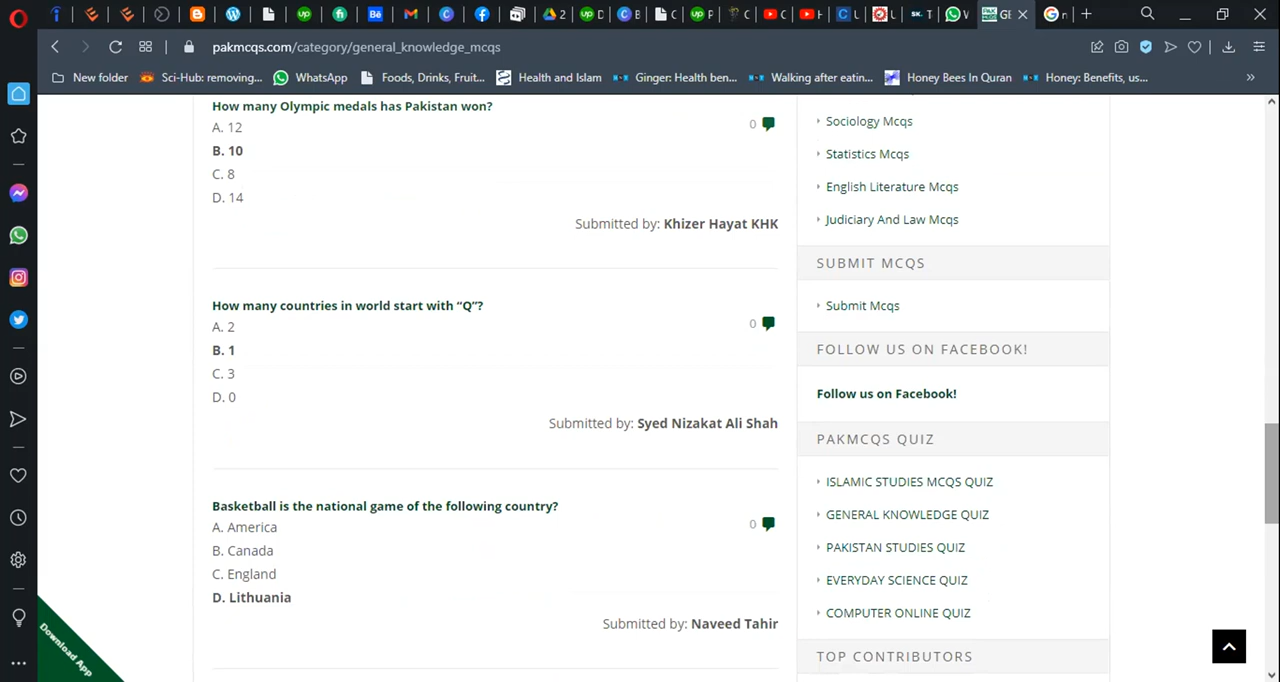 2
D
B
C
UP P
C
C
H
C U
U
SK. T
W
GE
n
pakmcqs.com/category/general_knowledge_mcqs
New folder
Sci-Hub: removing...
WhatsApp
Foods, Drinks, Fruit...
Health and Islam
Ginger: Health ben...
Walking after eatin...
Honey Bees In Quran
Honey: Benefits, us...
»
How many Olympic medals has Pakistan won?
A. 12
0
B. 10
C. 8
D. 14
Submitted by: Khizer Hayat KHK
How many countries in world start with “Q”?
A. 2
0
B. 1
C. 3
D. 0
Submitted by: Syed Nizakat Ali Shah
Basketball is the national game of the following country?
A. America
0
B. Canada
C. England
D. Lithuania
Submitted by: Naveed Tahir
Sociology Mcqs
Statistics Mcqs
English Literature Mcqs
Judiciary And Law Mcqs
SUBMIT MCQS
Submit Mcqs
FOLLOW US ON FACEBOOK!
Follow us on Facebook!
PAKMCQS QUIZ
ISLAMIC STUDIES MCQS QUIZ
GENERAL KNOWLEDGE QUIZ
PAKISTAN STUDIES QUIZ
EVERYDAY SCIENCE QUIZ
COMPUTER ONLINE QUIZ
TOP CONTRIBUTORS
Download App